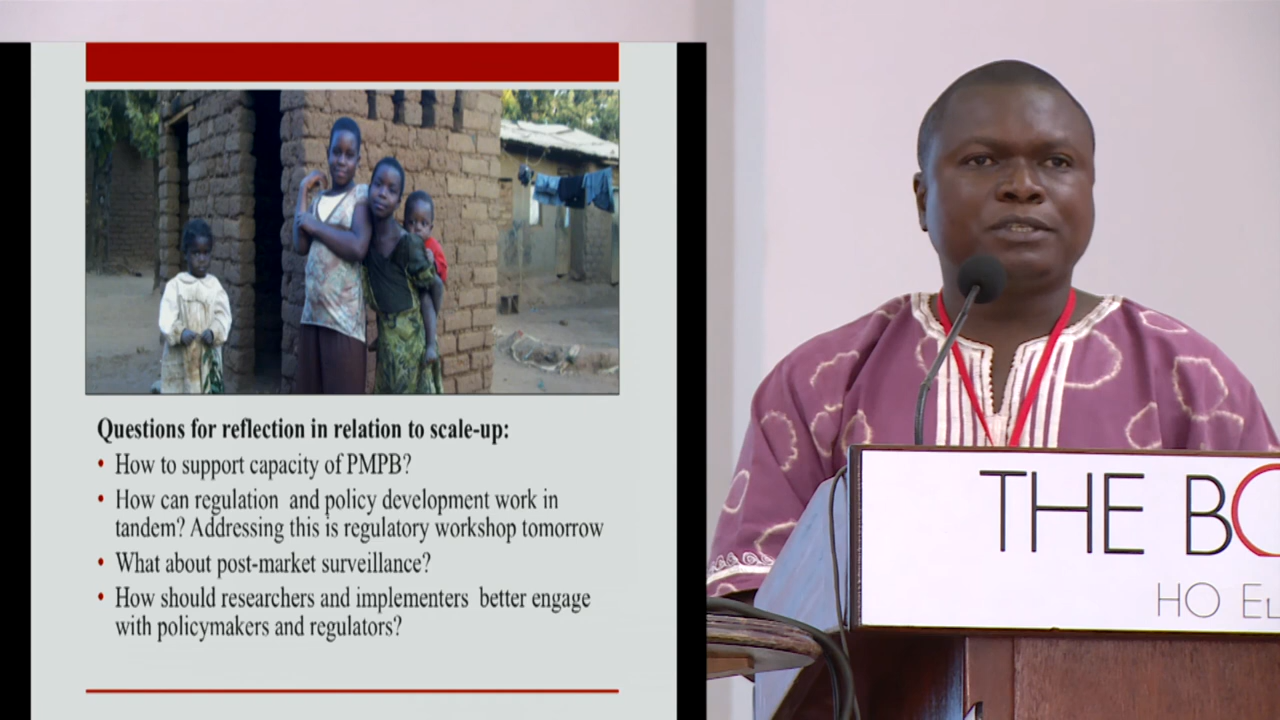 Questions for reflection in relation to scale-up:
• How to support capacity of PMPB?
• How can regulation and policy development work in
tandem? Addressing this is regulatory workshop tomorrow
• What about post-market surveillance?
• How should researchers and implementers better engage
with policymakers and regulators?
THE BO
HO EL